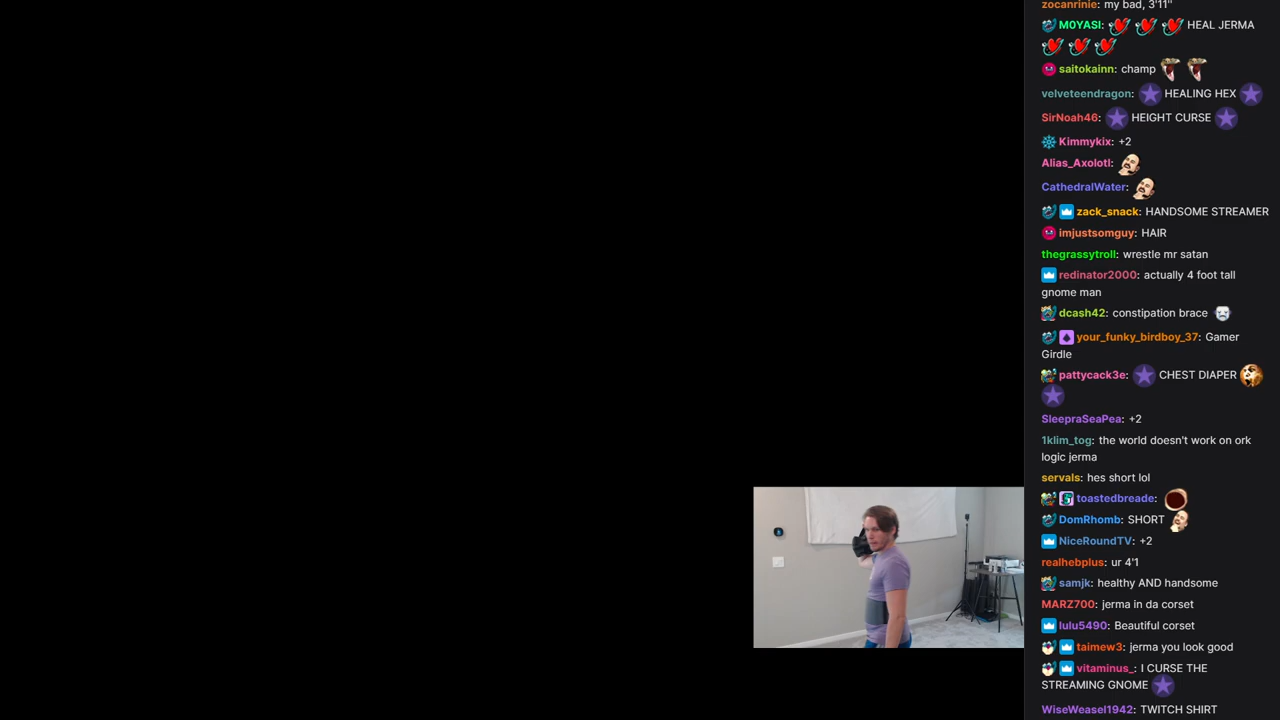 zocanrinie: my bad, 3'11"
M0YASI: HEAL JERMA
saitokainn: champ
velveteendragon: HEALING HEX
SirNoah46: HEIGHT CURSE
Kimmykix: +2
Alias_Axolotl:
CathedralWater:
zack_snack: HANDSOME STREAMER
imjustsomguy: HAIR
thegrassytroll: wrestle mr satan
redinator2000: actually 4 foot tall
gnome man
dcash42: constipation brace
your_funky_birdboy_37: Gamer
Girdle
pattycack3e: CHEST DIAPER
SleepraSeaPea: +2
1klim_tog: the world doesn't work on ork
logic jerma
servals: hes short lol
toastedbreade:
DomRhomb: SHORT
NiceRoundTV: +2
realhebplus: ur 4'1
samjk: healthy AND handsome
MARZ700: jerma in da corset
lulu5490: Beautiful corset
taimew3: jerma you look good
vitaminus_: I CURSE THE
STREAMING GNOME
WiseWeasel1942: TWITCH SHIRT